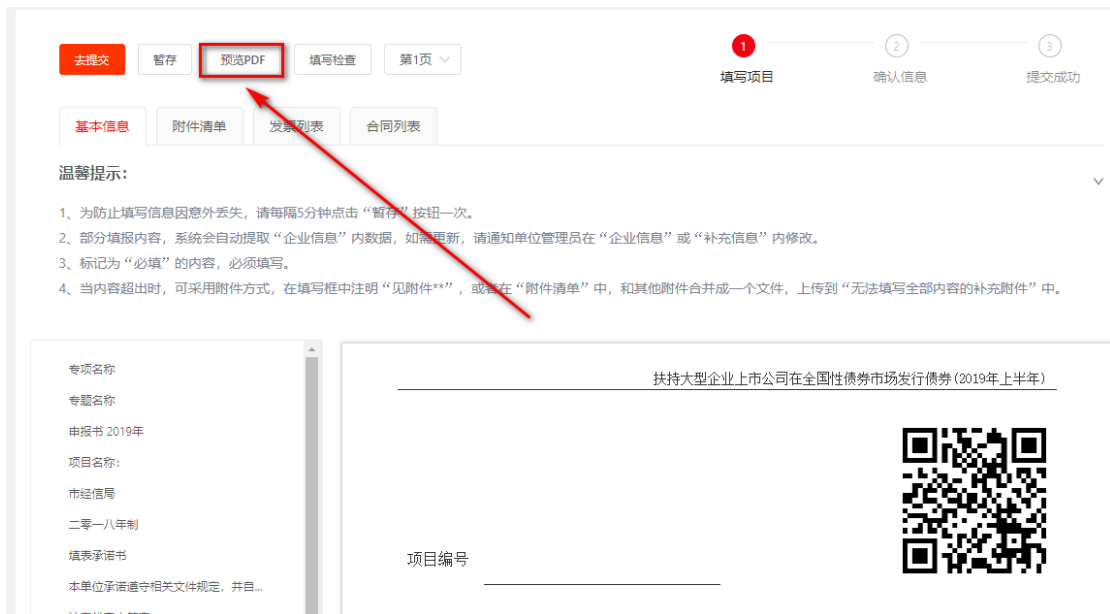 去提交 暂存 预览PDF 填写检查 第1页
1 2 3
填写项目 确认信息 提交成功
基本信息 附件清单 发票列表 合同列表
温馨提示：
1、为防止填写信息因意外丢失，请每隔5分钟点击“暂存”按钮一次。
2、部分填报内容，系统会自动提取“企业信息”内数据，如需更新，请通知单位管理员在“企业信息”或“补充信息”内修改。
3、标记为“必填”的内容，必须填写。
4、当内容超出时，可采用附件方式，在填写框中注明“见附件**”，或者在“附件清单”中，和其他附件合并成一个文件，上传到“无法填写全部内容的补充附件”中。
专项名称
专题名称
申报书 2019年
项目名称：
市经信局
二零一八年制
填表承诺书
本单位承诺遵守相关文件规定，并自...
扶持大型企业上市公司在全国性债券市场发行债券(2019年上半年)
项目编号